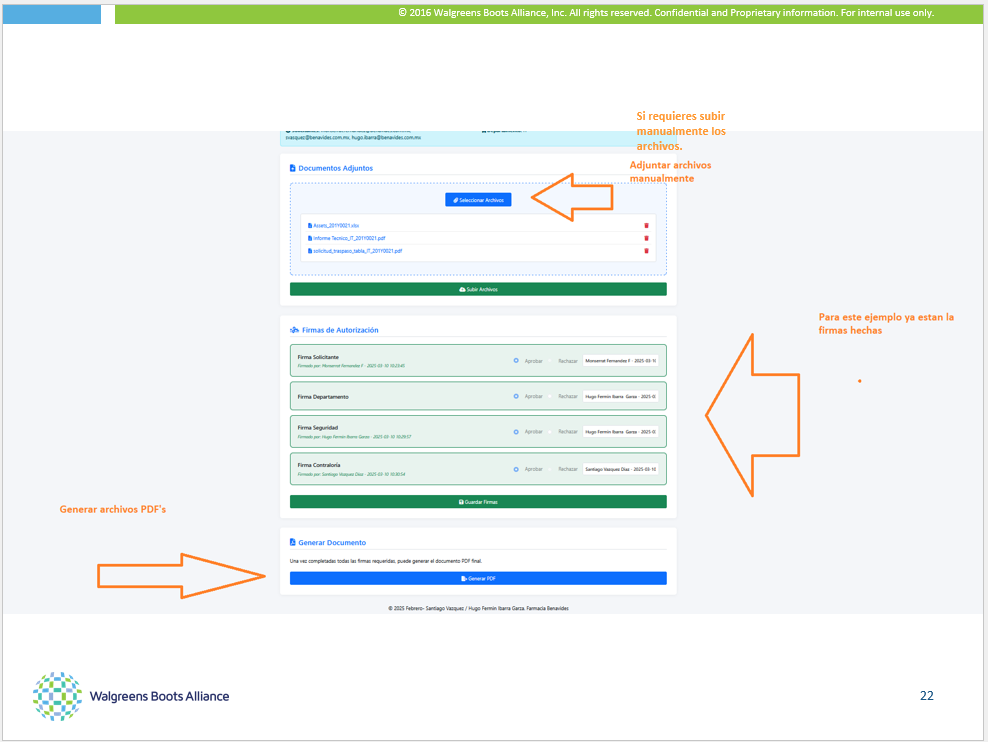 © 2016 Walgreens Boots Alliance, Inc. All rights reserved. Confidential and Proprietary information. For internal use only.
Si requieres subir
manualmente los
archivos.
Adjuntar archivos
manualmente
svasquez@benavides.com.mx, hugo.ibarra@benavides.com.mx
Documentos Adjuntos
Seleccionar Archivos
Assets_201Y0021.xlsx
Informe Tecnico_IT_201Y0021.pdf
solicitud_traspaso_tabla_IT_201Y0021.pdf
Subir Archivos
Para este ejemplo ya estan la
firmas hechas
Firmas de Autorización
Firma Solicitante
Firmado por: Monserrat Fernandez F - 2025-03-10 10:23:45
Aprobar Rechazar Monserrat Fernandez F - 2025-03-10
Firma Departamento
Aprobar Rechazar Hugo Fermin Ibarra Garza - 2025-0
Firma Seguridad
Firmado por: Hugo Fermin Ibarra Garza - 2025-03-10 10:29:57
Aprobar Rechazar Hugo Fermin Ibarra Garza - 2025-0
Firma Contraloría
Firmado por: Santiago Vasquez Diaz - 2025-03-10 10:30:54
Aprobar Rechazar Santiago Vasquez Diaz - 2025-03-10
Guardar Firmas
Generar archivos PDF's
Generar Documento
Una vez completadas todas las firmas requeridas, puede generar el documento PDF final.
Generar PDF
© 2025 Febrero- Santiago Vazquez / Hugo Fermin Ibarra Garza. Farmacia Benavides
Walgreens Boots Alliance
22